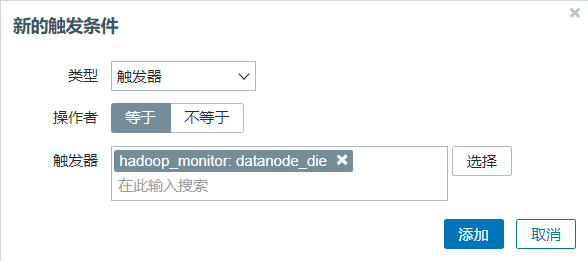 新的触发条件
类型 触发器
操作者 等于 不等于
触发器 hadoop_monitor: datanode_die 选择
在此输入搜索
添加 取消